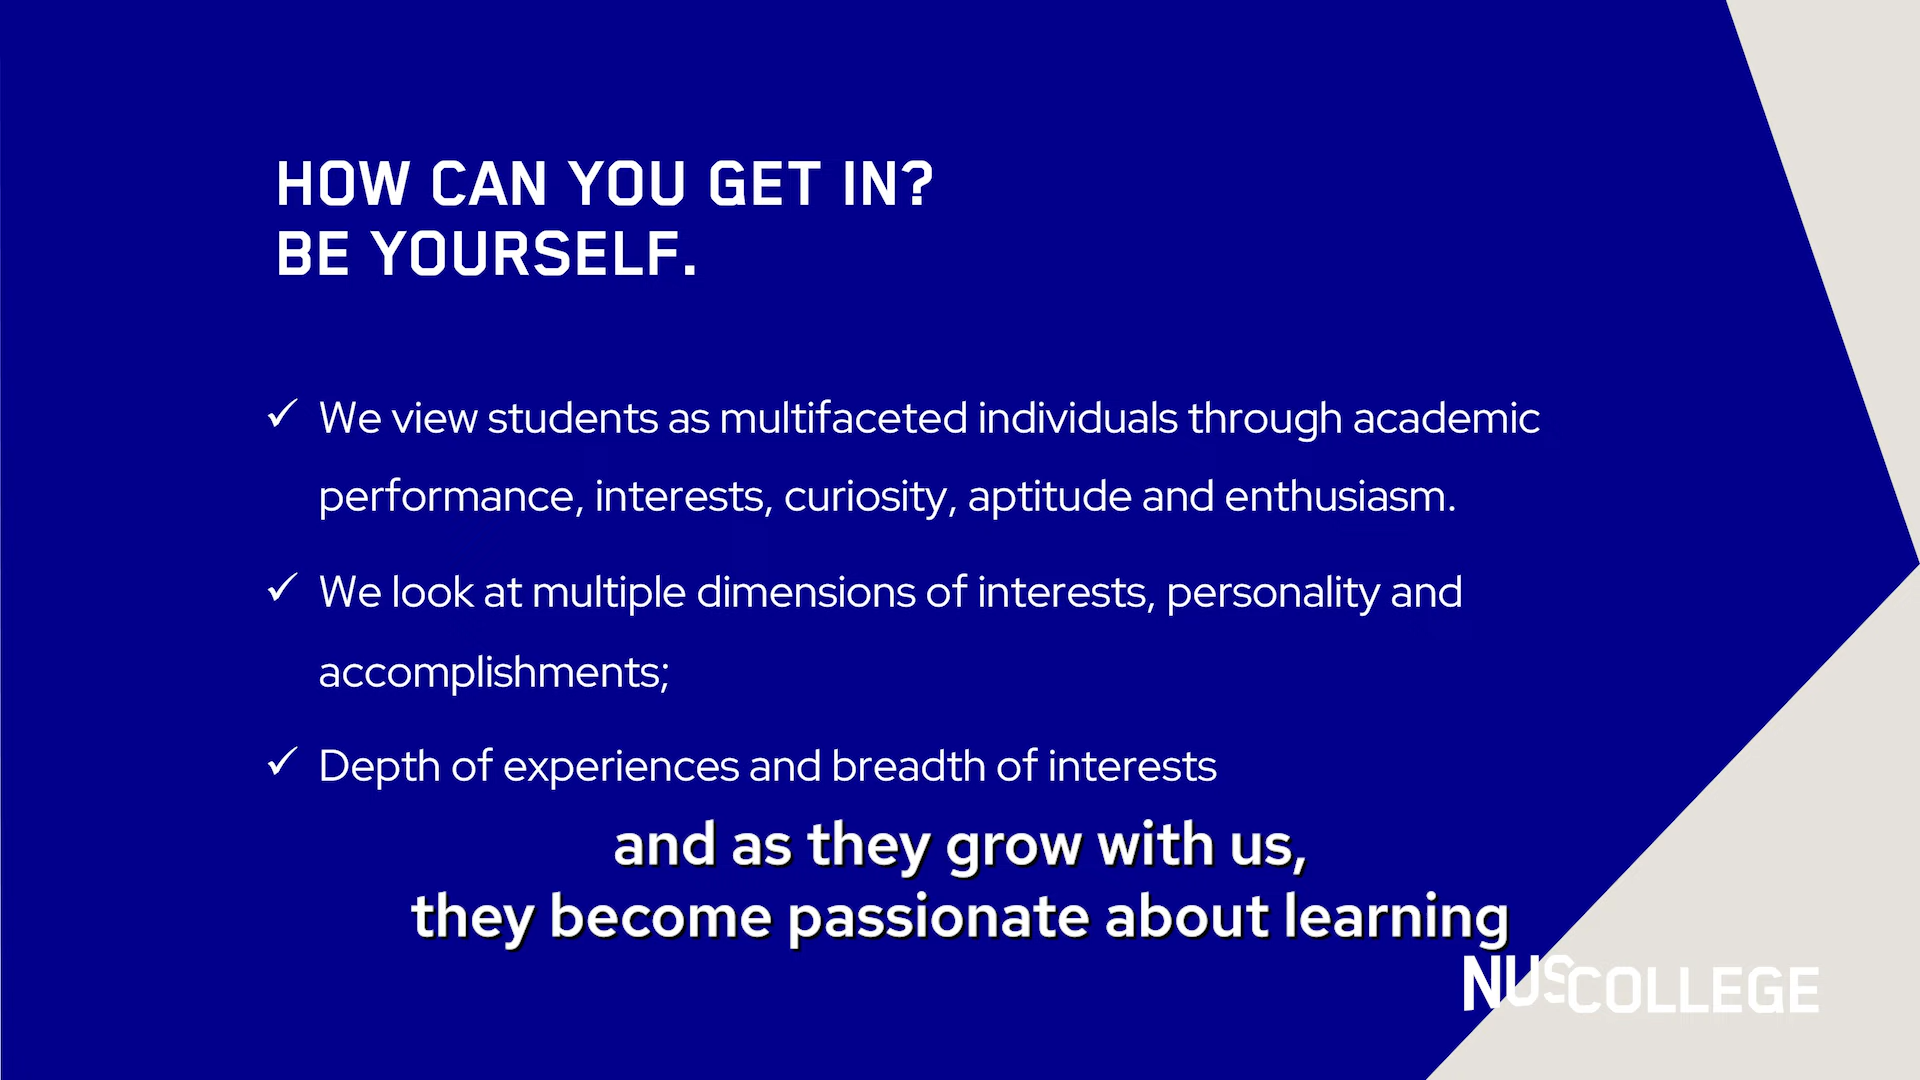 HOW CAN YOU GET IN?
BE YOURSELF.
✓ We view students as multifaceted individuals through academic
performance, interests, curiosity, aptitude and enthusiasm.
✓ We look at multiple dimensions of interests, personality and
accomplishments;
✓ Depth of experiences and breadth of interests
and as they grow with us,
they become passionate about learning
NUSCOLLEGE